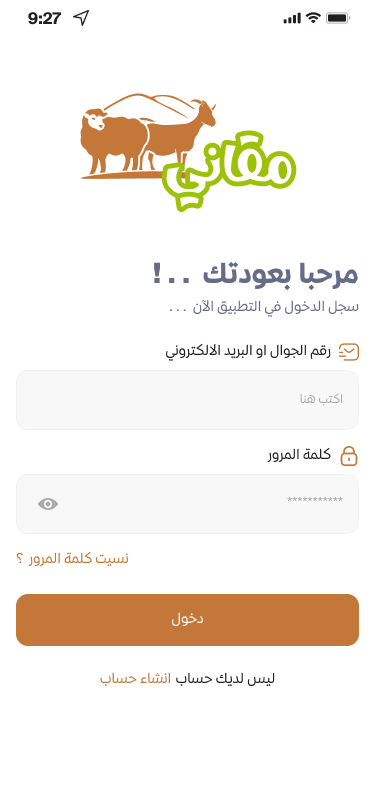 9:27
مفاني
مرحبا بعودتك ...!
سجل الدخول في التطبيق الآن ...
رقم الجوال او البريد الالكتروني
اكتب هنا
كلمة المرور
***********
نسيت كلمة المرور ؟
دخول
ليس لديك حساب انشاء حساب